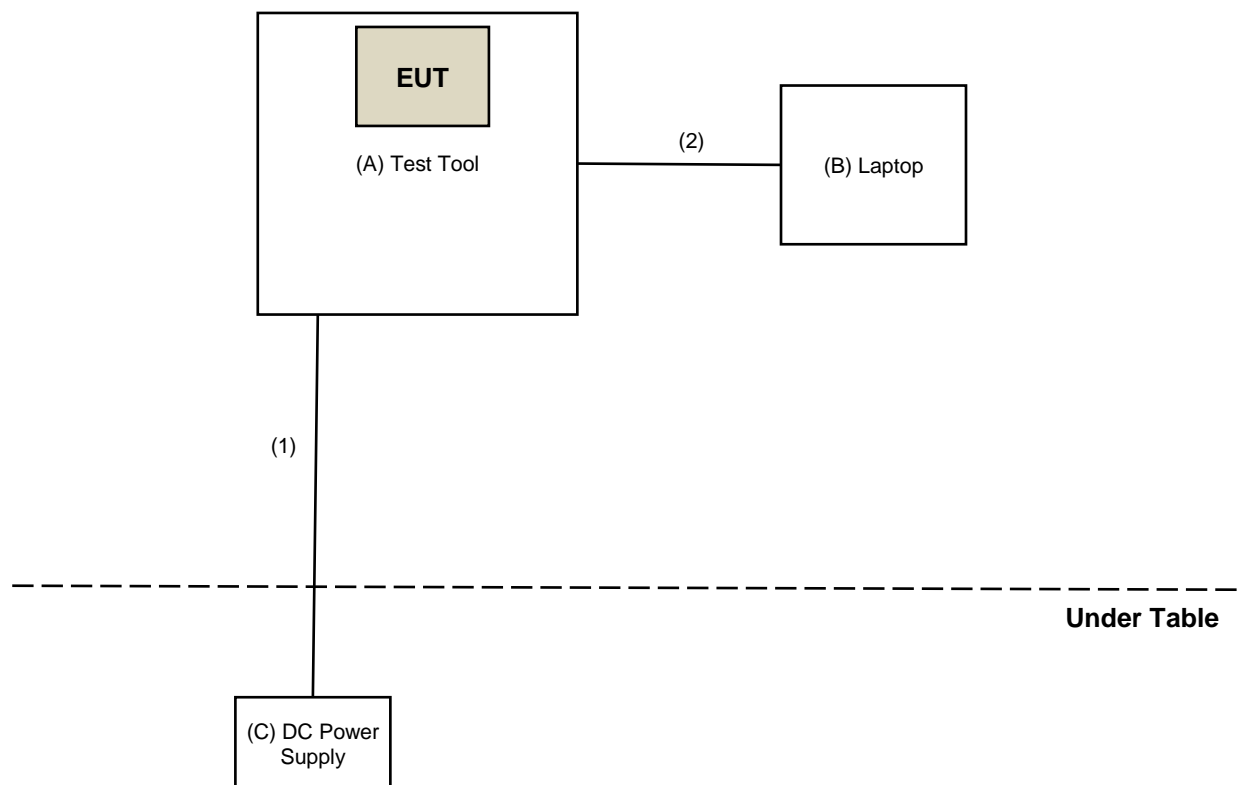 EUT
(A) Test Tool
(2)
(B) Laptop
(1)
Under Table
(C) DC Power
Supply